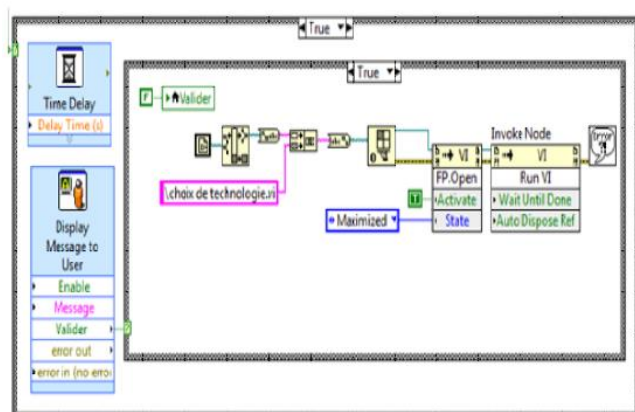 True
True
Time Delay
Delay Time (s)
F
Valider
Invoke Node
VI
VI
FP.Open
Run VI
Activate
Wait Until Done
State
Auto Dispose Ref
T
Maximized
\choix de technologie.vi
Error
Display
Message to
User
Enable
Message
Valider
error out
error in (no erro